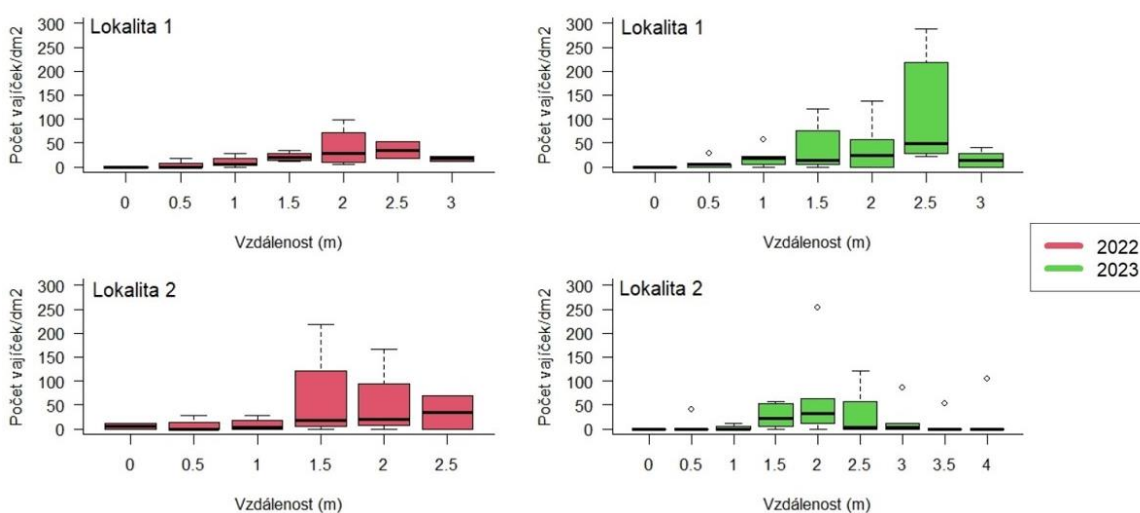 Lokalita 1
Počet vajíček/dm2
300
250
200
150
100
50
0
0 0.5 1 1.5 2 2.5 3
Vzdálenost (m)
Lokalita 1
Počet vajíček/dm2
300
250
200
150
100
50
0
0 0.5 1 1.5 2 2.5 3
Vzdálenost (m)
2022
2023
Lokalita 2
Počet vajíček/dm2
300
250
200
150
100
50
0
0 0.5 1 1.5 2 2.5
Vzdálenost (m)
Lokalita 2
Počet vajíček/dm2
300
250
200
150
100
50
0
0 0.5 1 1.5 2 2.5 3 3.5 4
Vzdálenost (m)